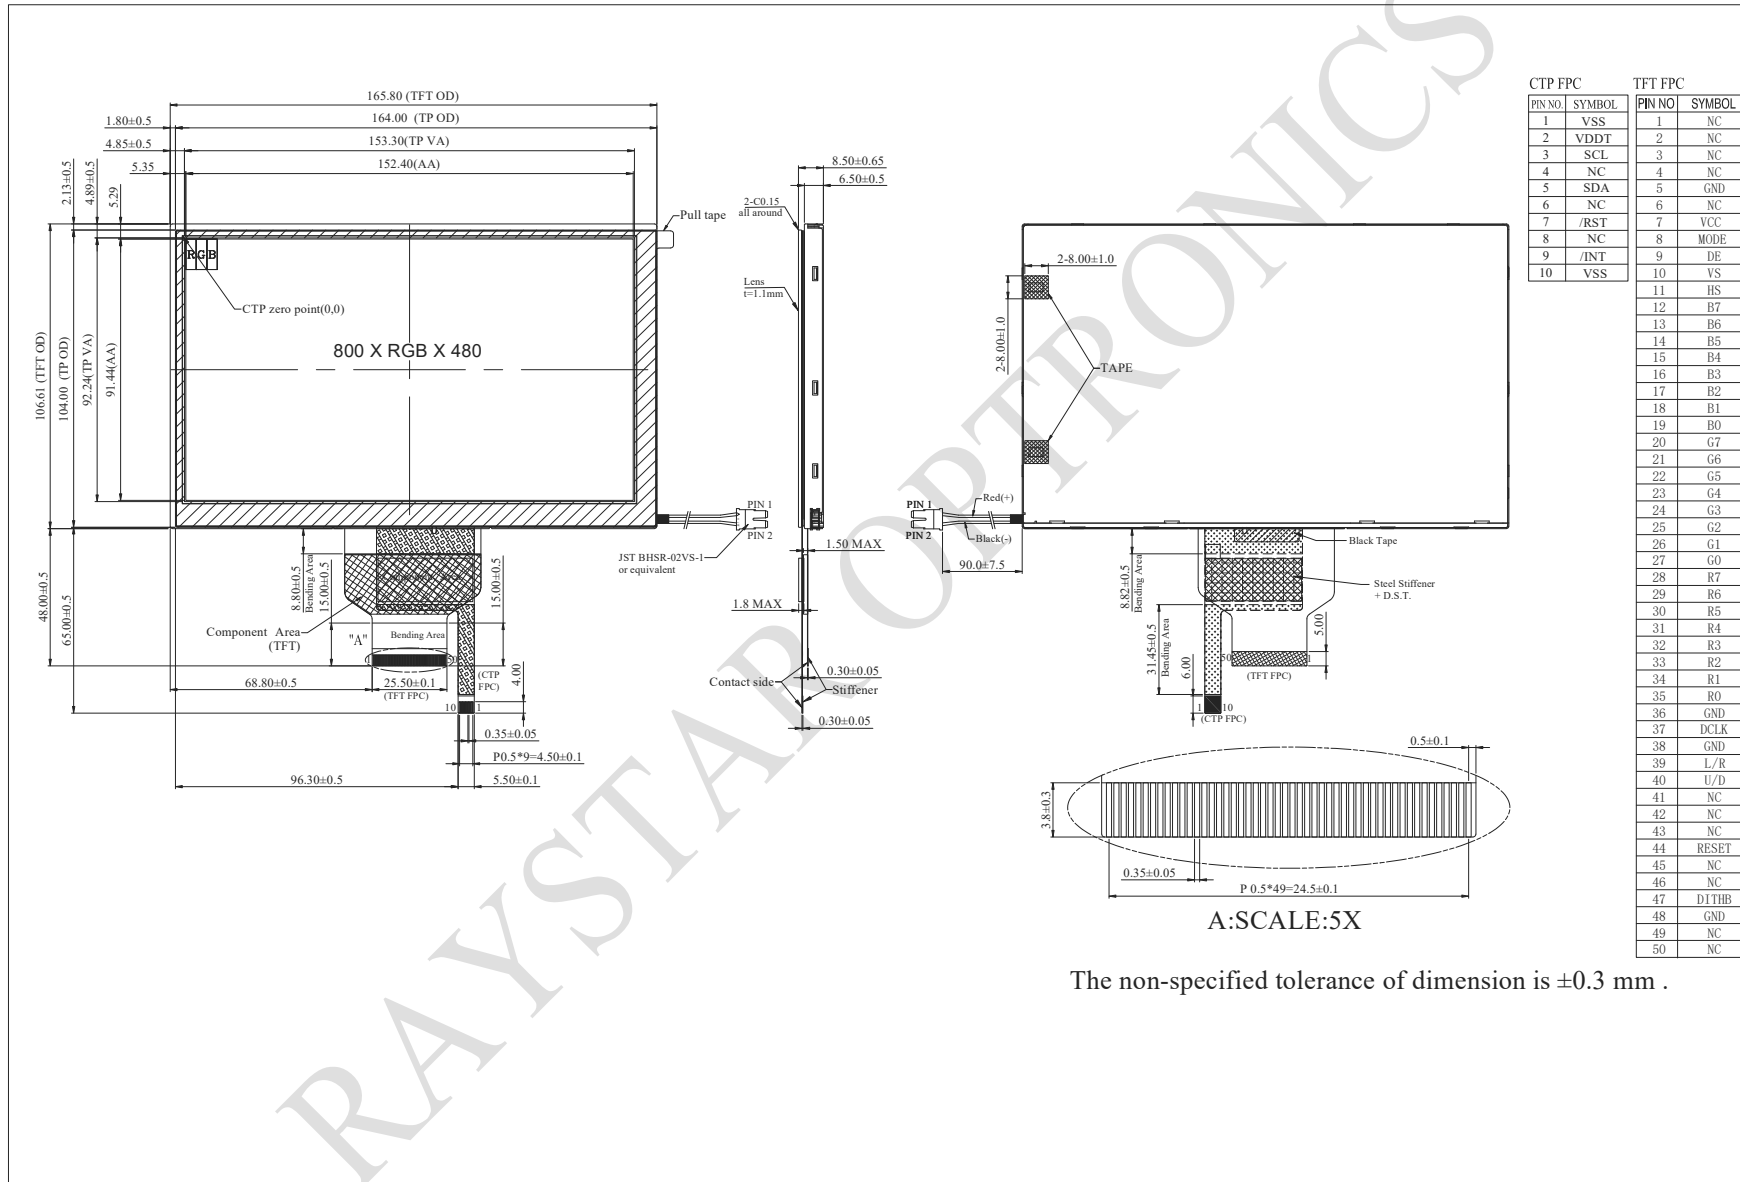 165.80 (TFT OD)
1.80±0.5
164.00 (TP OD)
4.85±0.5
153.30(TP VA)
5.35
152.40(AA)
2.13±0.5
4.89±0.5
5.29
Pull tape
RGB
CTP zero point(0,0)
800 X RGB X 480
106.61 (TFT OD)
104.00 (TP OD)
92.24(TP VA)
91.44(AA)
PIN 1
PIN 2
JST BHSR-02VS-1
or equivalent
48.00±0.5
65.00±0.5
8.80±0.5
Bending Area
15.00±0.5
15.00±0.5
Component Area
(TFT)
"A"
Bending Area
1
50
(CTP
FPC)
4.00
68.80±0.5
25.50±0.1
(TFT FPC)
10
1
0.35±0.05
P0.5*9=4.50±0.1
96.30±0.5
5.50±0.1
8.50±0.65
6.50±0.5
2-C0.15
all around
Lens
t=1.1mm
1.50 MAX
1.8 MAX
0.30±0.05
Contact side
Stiffener
0.30±0.05
2-8.00±1.0
2-8.00±1.0
TAPE
PIN 1
PIN 2
Red(+)
Black(-)
90.0±7.5
Black Tape
8.82±0.5
Bending Area
Steel Stiffener
+ D.S.T.
31.45±0.5
Bending Area
6.00
5.00
50
1
(TFT FPC)
1
10
(CTP FPC)
0.5±0.1
3.8±0.3
0.35±0.05
P 0.5*49=24.5±0.1
A:SCALE:5X
The non-specified tolerance of dimension is ±0.3 mm .
CTP FPC
PIN NO. SYMBOL
1 VSS
2 VDDT
3 SCL
4 NC
5 SDA
6 NC
7 /RST
8 NC
9 /INT
10 VSS
TFT FPC
PIN NO SYMBOL
1 NC
2 NC
3 NC
4 NC
5 GND
6 NC
7 VCC
8 MODE
9 DE
10 VS
11 HS
12 B7
13 B6
14 B5
15 B4
16 B3
17 B2
18 B1
19 B0
20 G7
21 G6
22 G5
23 G4
24 G3
25 G2
26 G1
27 G0
28 R7
29 R6
30 R5
31 R4
32 R3
33 R2
34 R1
35 R0
36 GND
37 DCLK
38 GND
39 L/R
40 U/D
41 NC
42 NC
43 NC
44 RESET
45 NC
46 NC
47 DITHB
48 GND
49 NC
50 NC
RAYSTAR OPTRONICS